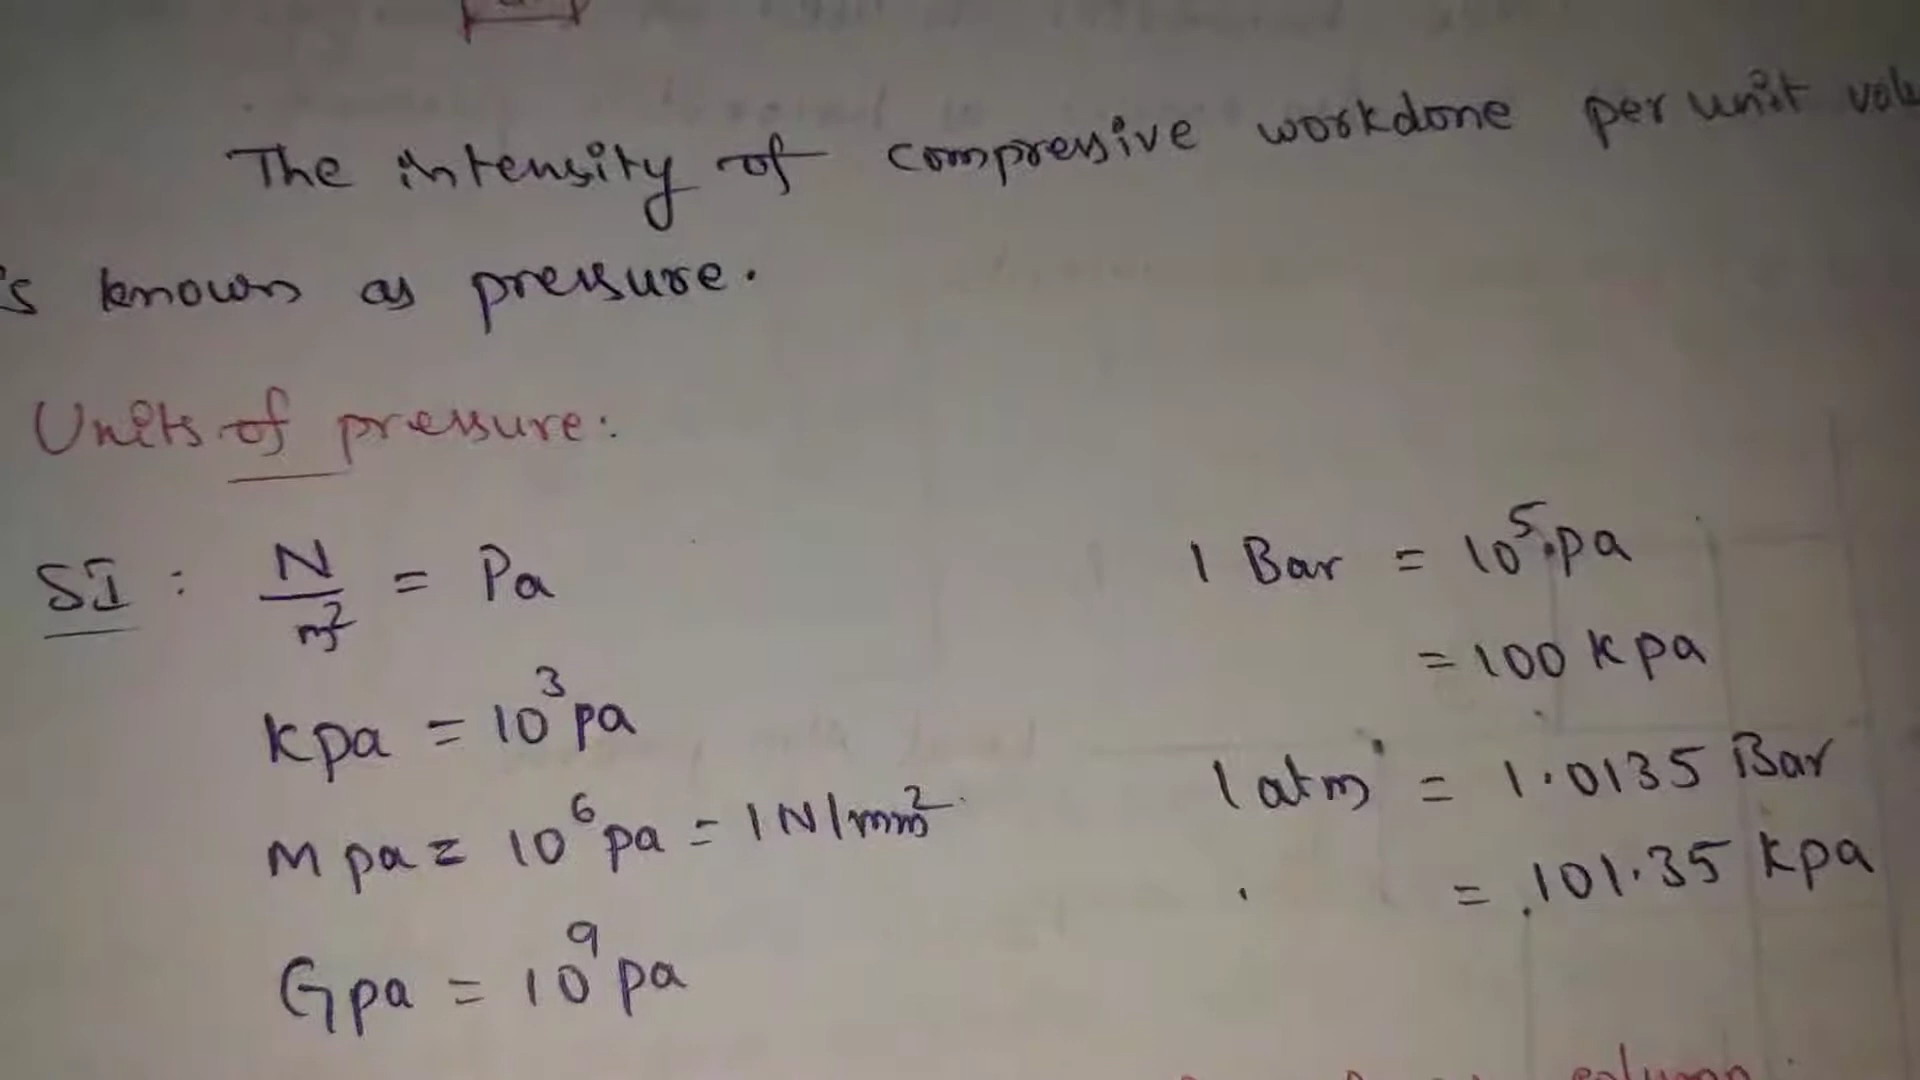 The intensity of compressive workdone per unit
known as pressure.
Units of pressure:
SI : N/m² = Pa
1 Bar = 10⁵ pa
= 100 kpa
kpa = 10³ pa
1 atm = 1.0135 Bar
Mpa = 10⁶ pa = 1N/mm²
= 101.35 kpa
Gpa = 10⁹ pa
column